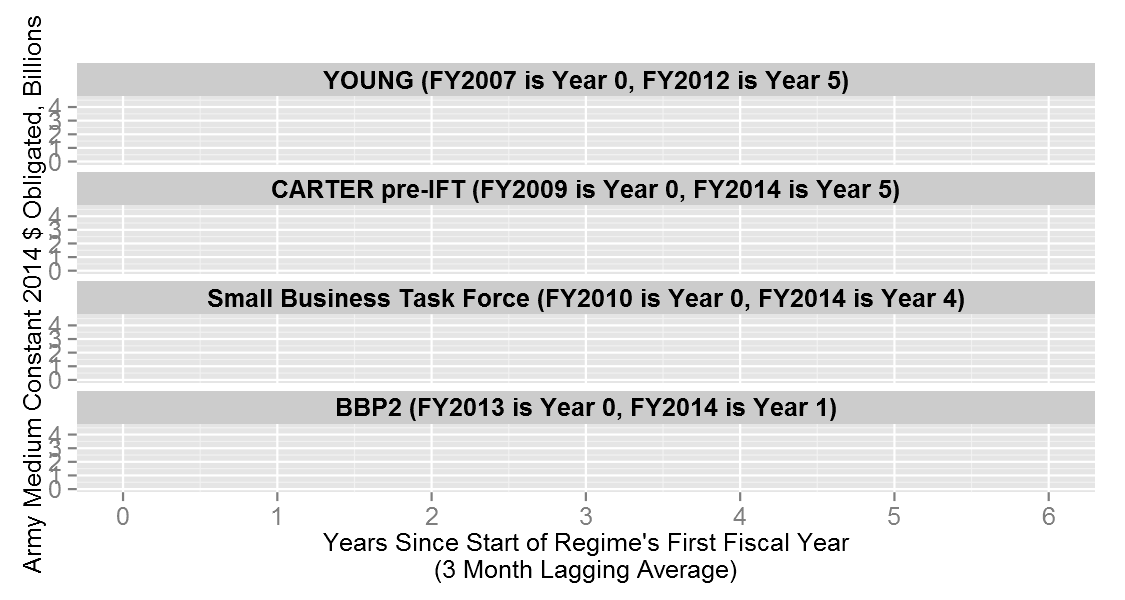 Army Medium Constant 2014 $ Obligated, Billions
YOUNG (FY2007 is Year 0, FY2012 is Year 5)
4
3
2
1
0
CARTER pre-IFT (FY2009 is Year 0, FY2014 is Year 5)
4
3
2
1
0
Small Business Task Force (FY2010 is Year 0, FY2014 is Year 4)
4
3
2
1
0
BBP2 (FY2013 is Year 0, FY2014 is Year 1)
4
3
2
1
0
0 1 2 3 4 5 6
Years Since Start of Regime's First Fiscal Year
(3 Month Lagging Average)